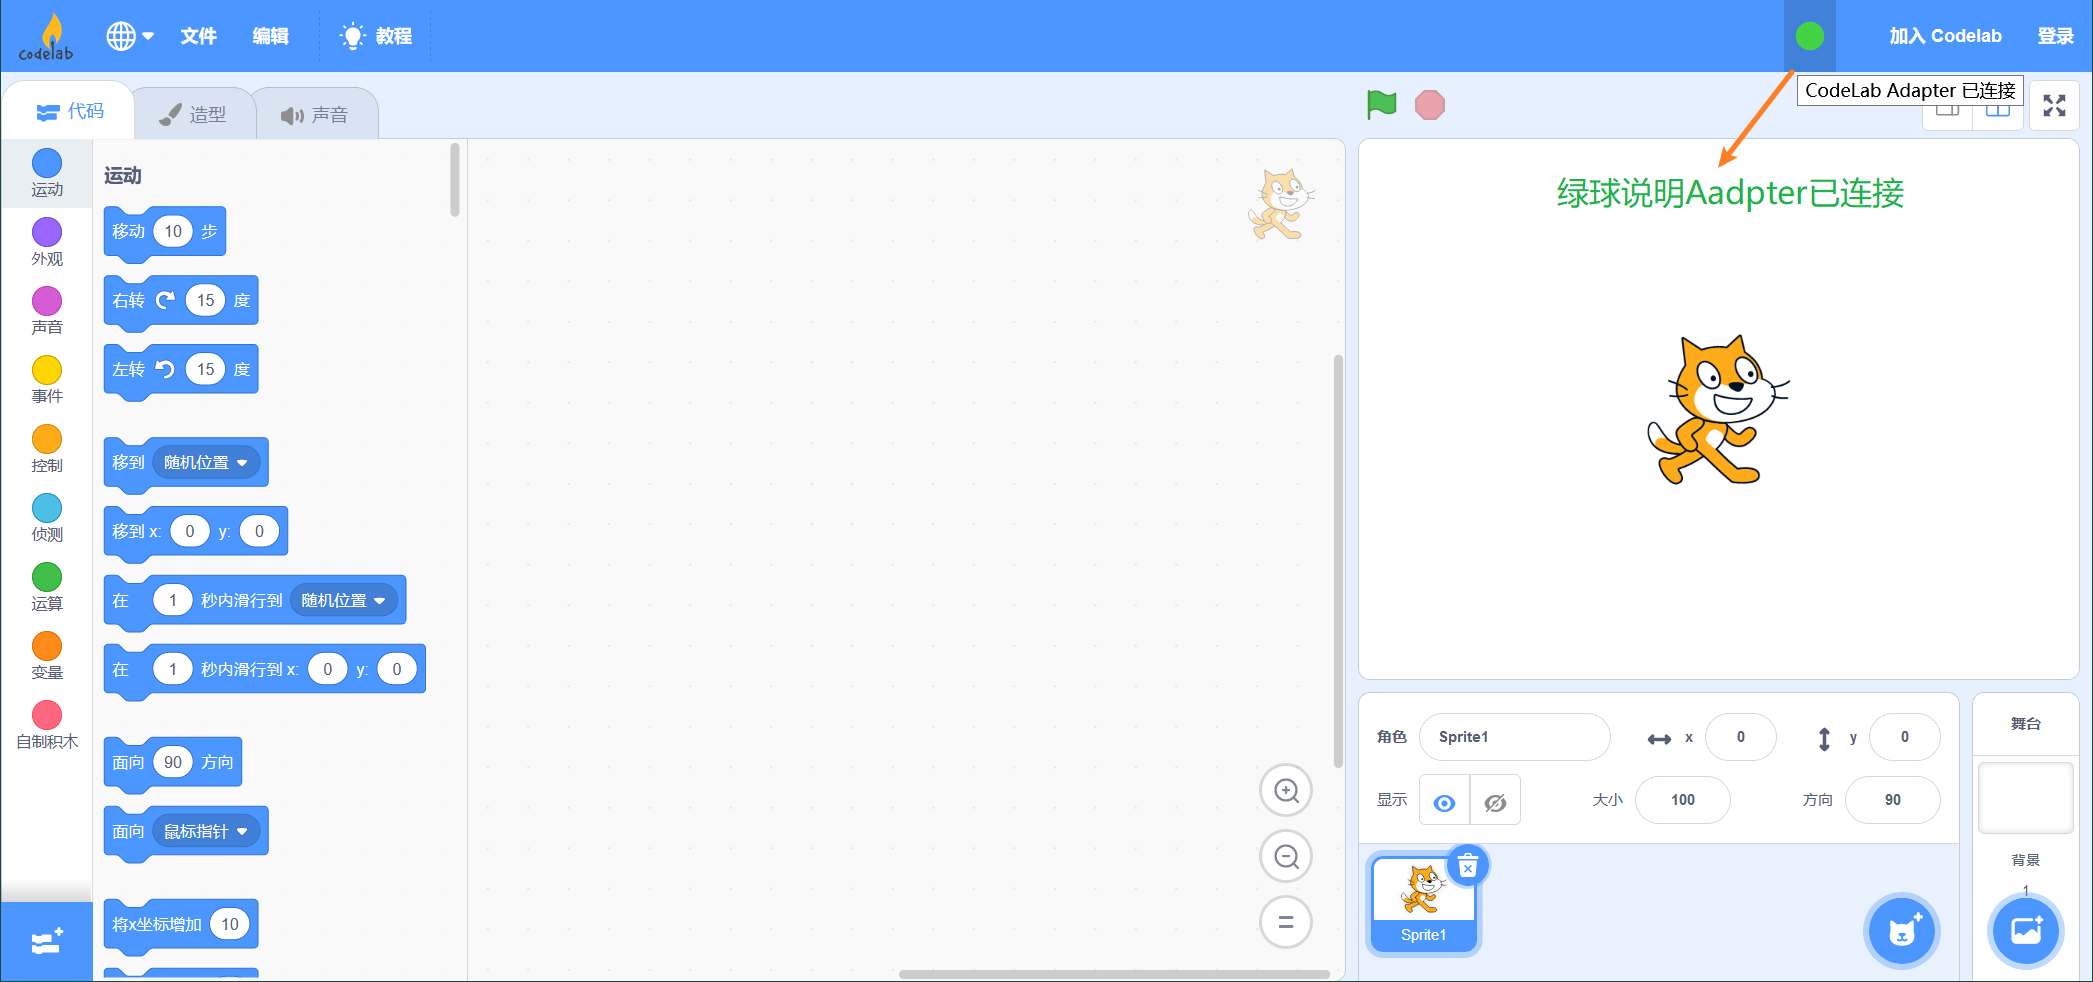 codelab
文件
编辑
教程
加入 Codelab
登录
代码
造型
声音
CodeLab Adapter 已连接
绿球说明Aadpter已连接
运动
外观
声音
事件
控制
侦测
运算
变量
自制积木
运动
移动 10 步
右转 15 度
左转 15 度
移到 随机位置
移到 x: 0 y: 0
在 1 秒内滑行到 随机位置
在 1 秒内滑行到 x: 0 y: 0
面向 90 方向
面向 鼠标指针
将x坐标增加 10
角色 Sprite1 x 0 y 0
显示 大小 100 方向 90
Sprite1
舞台
背景
1